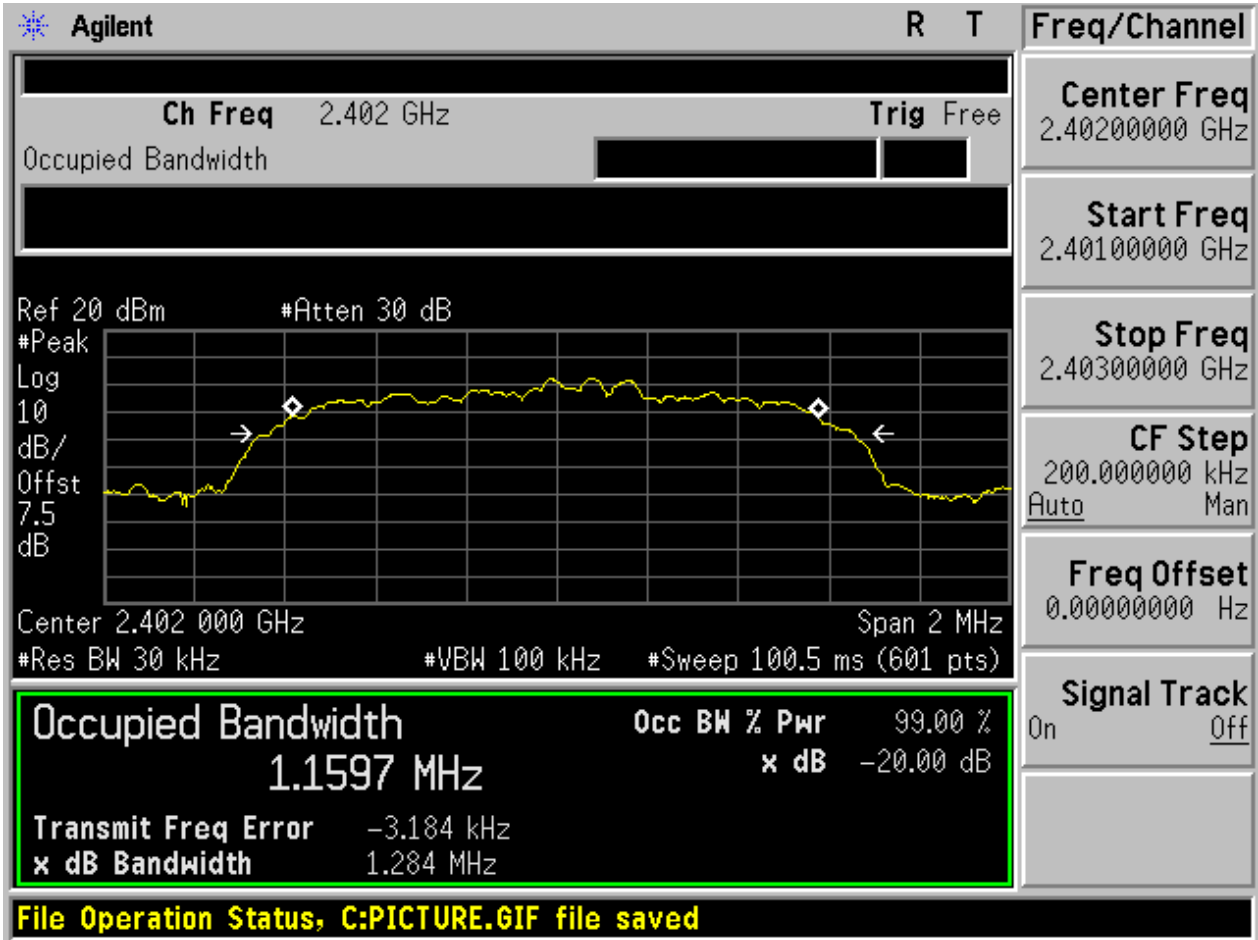 Agilent R T
Ch Freq 2.402 GHz Trig Free
Occupied Bandwidth
Ref 20 dBm #Atten 30 dB
#Peak
Log
10
dB/
Offst
7.5
dB
Center 2.402 000 GHz Span 2 MHz
#Res BW 30 kHz #VBW 100 kHz #Sweep 100.5 ms (601 pts)
Occupied Bandwidth
1.1597 MHz
Occ BW % Pwr 99.00 %
x dB -20.00 dB
Transmit Freq Error -3.184 kHz
x dB Bandwidth 1.284 MHz
File Operation Status, C:PICTURE.GIF file saved
Freq/Channel
Center Freq
2.40200000 GHz
Start Freq
2.40100000 GHz
Stop Freq
2.40300000 GHz
CF Step
200.000000 kHz
Auto Man
Freq Offset
0.00000000 Hz
Signal Track
On Off